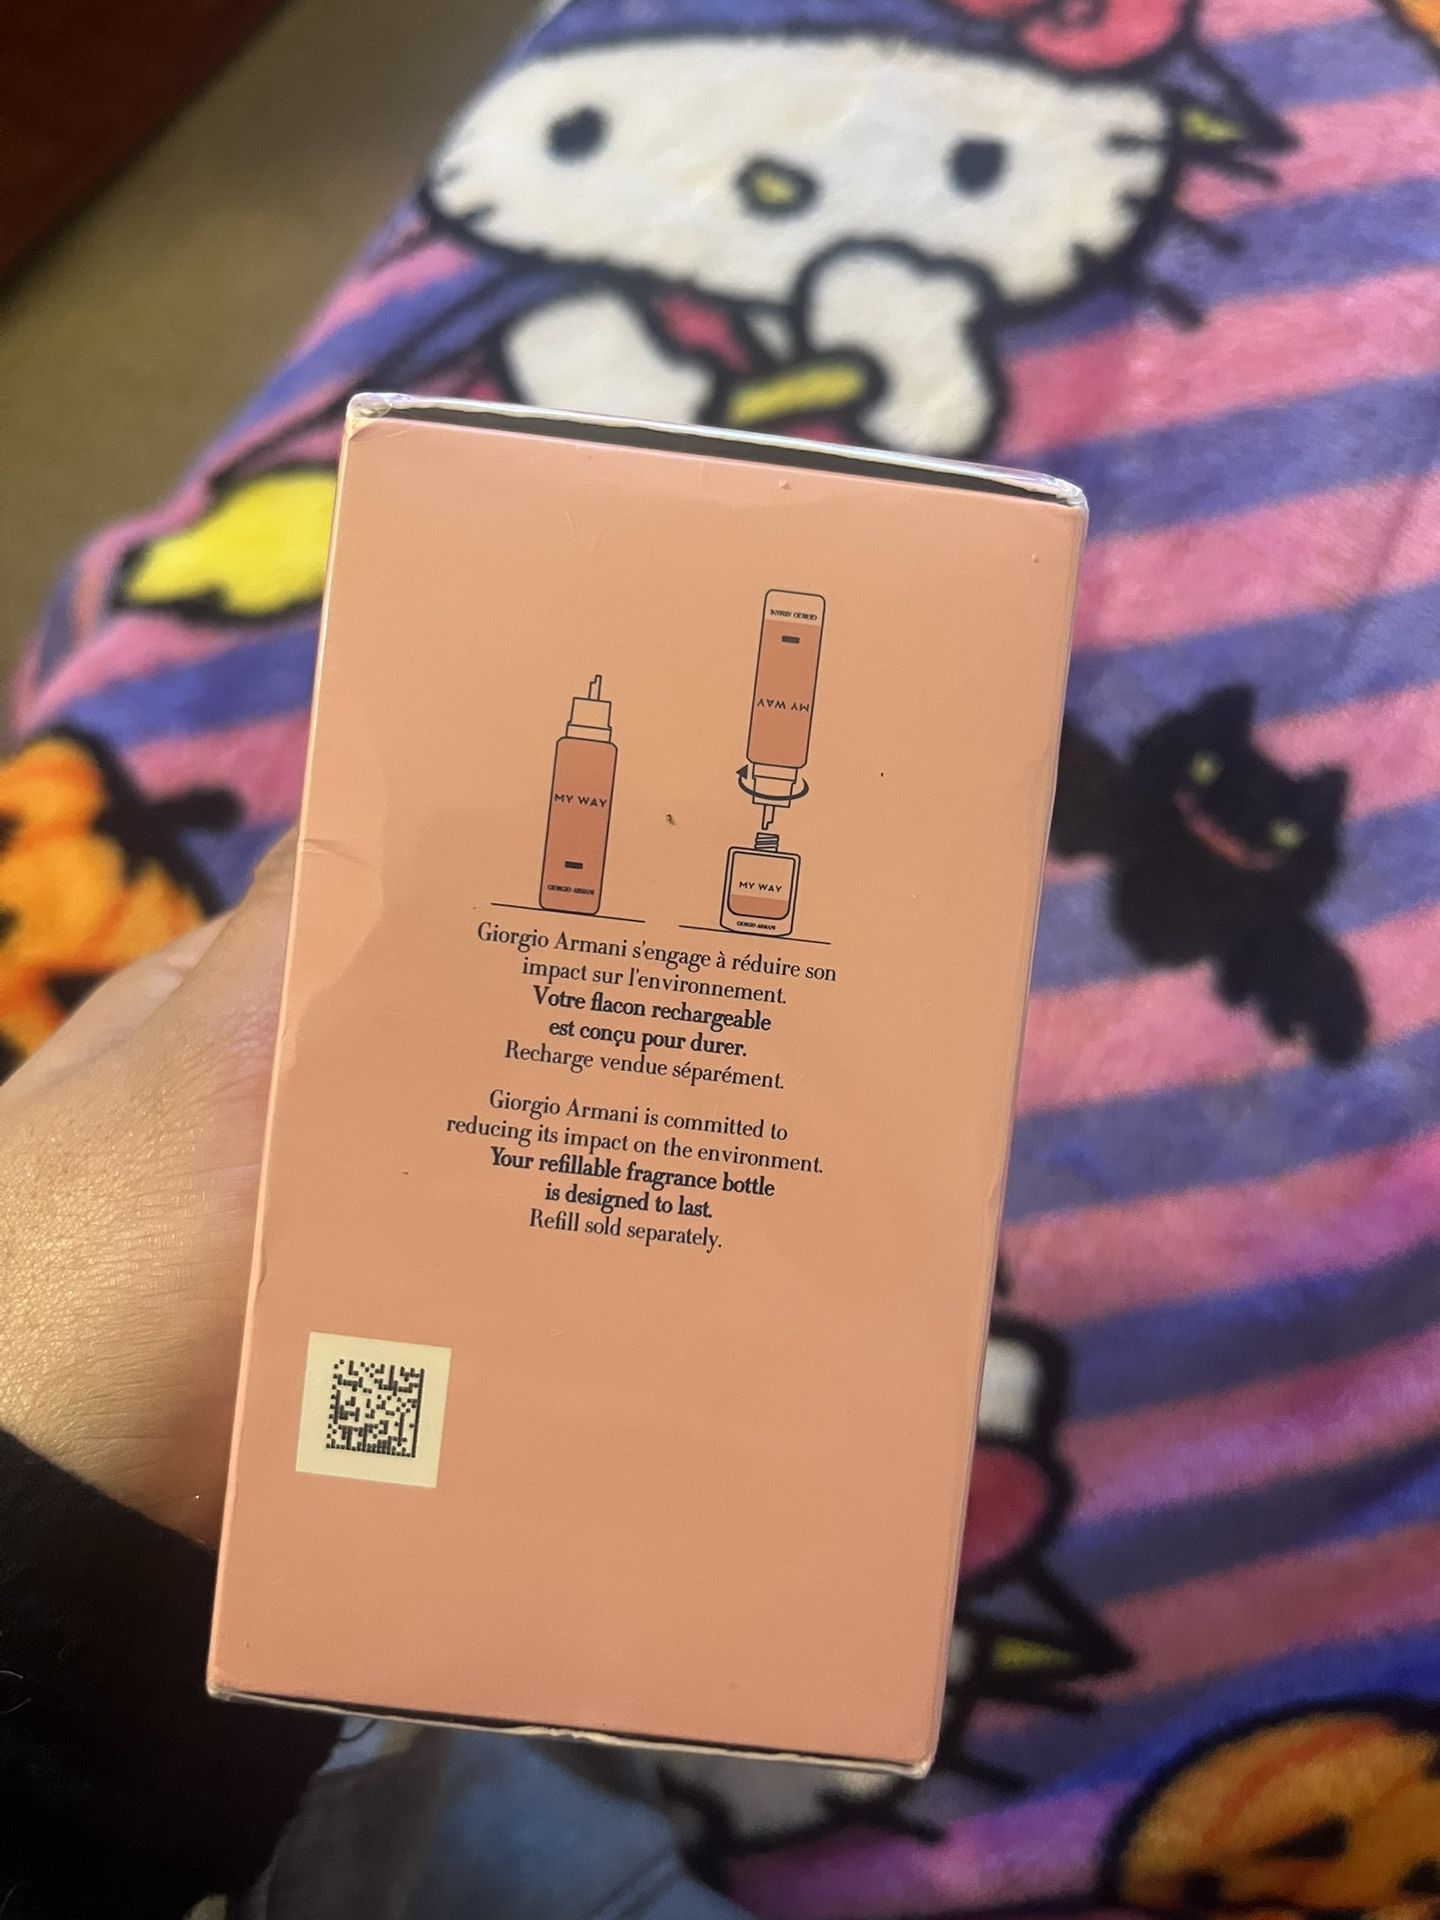 GIORGIO ARMANI
MY WAY
MY WAY
GIORGIO ARMANI
MY WAY
GIORGIO ARMANI
Giorgio Armani s'engage à réduire son
impact sur l'environnement.
Votre flacon rechargeable
est conçu pour durer.
Recharge vendue séparément.
Giorgio Armani is committed to
reducing its impact on the environment.
Your refillable fragrance bottle
is designed to last.
Refill sold separately.